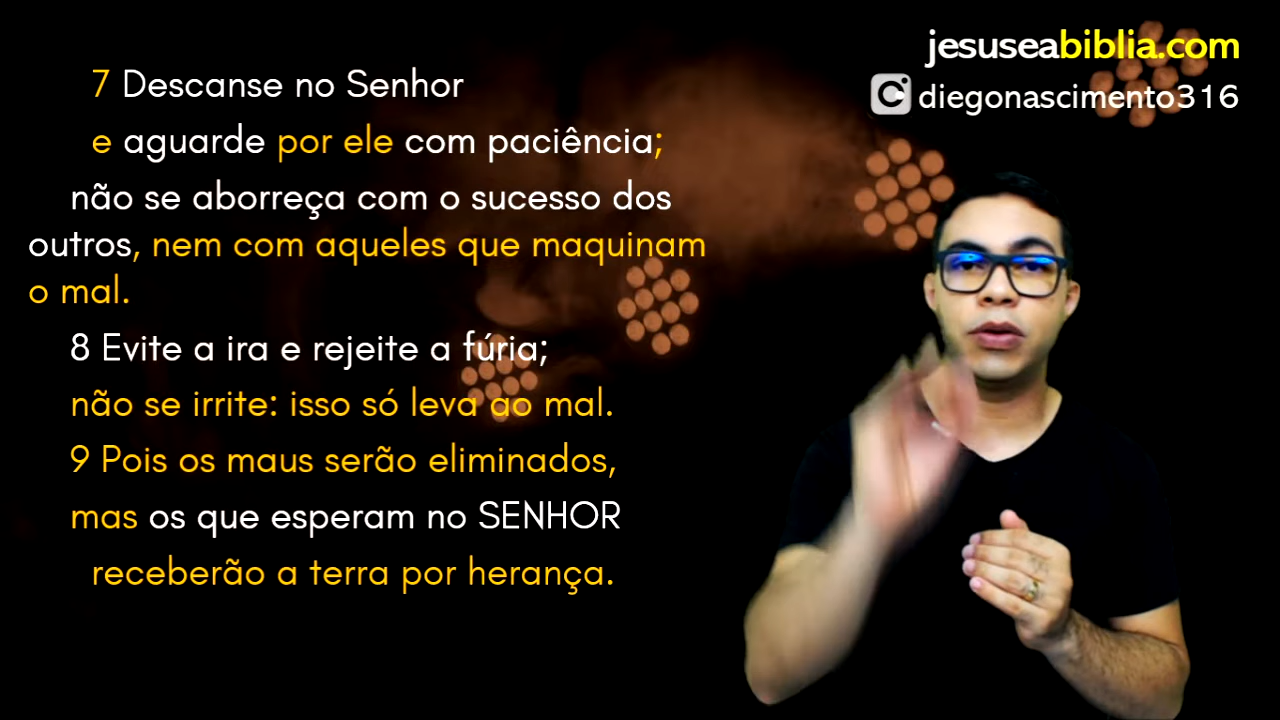 jesuseabiblia.com
diegonascimento316
7 Descanse no Senhor
e aguarde por ele com paciência;
não se aborreça com o sucesso dos
outros, nem com aqueles que maquinam
o mal.
8 Evite a ira e rejeite a fúria;
não se irrite: isso só leva ao mal.
9 Pois os maus serão eliminados,
mas os que esperam no SENHOR
receberão a terra por herança.